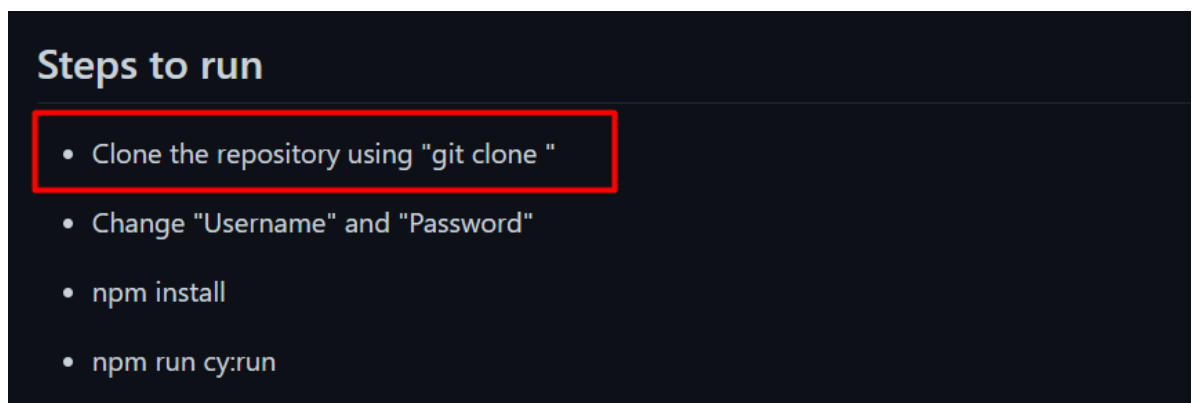 Steps to run
Clone the repository using "git clone "
Change "Username" and "Password"
npm install
npm run cy:run